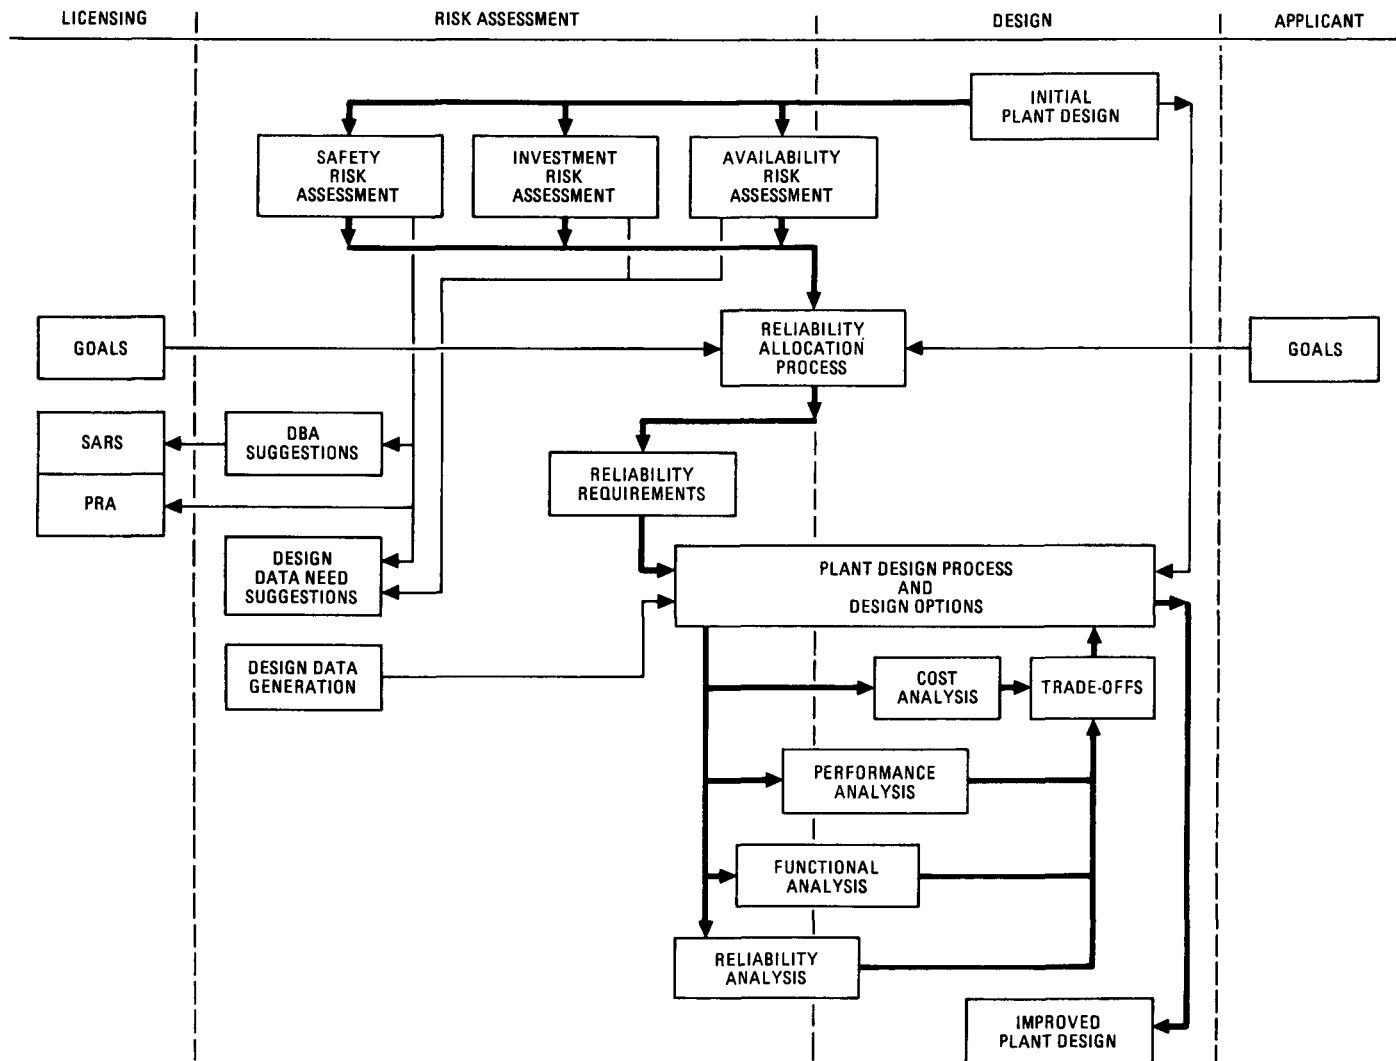 LICENSING
RISK ASSESSMENT
DESIGN
APPLICANT
INITIAL
PLANT DESIGN
SAFETY
RISK
ASSESSMENT
INVESTMENT
RISK
ASSESSMENT
AVAILABILITY
RISK
ASSESSMENT
GOALS
RELIABILITY
ALLOCATION
PROCESS
GOALS
SARS
DBA
SUGGESTIONS
PRA
RELIABILITY
REQUIREMENTS
DESIGN
DATA NEED
SUGGESTIONS
PLANT DESIGN PROCESS
AND
DESIGN OPTIONS
DESIGN DATA
GENERATION
COST
ANALYSIS
TRADE-OFFS
PERFORMANCE
ANALYSIS
FUNCTIONAL
ANALYSIS
RELIABILITY
ANALYSIS
IMPROVED
PLANT DESIGN